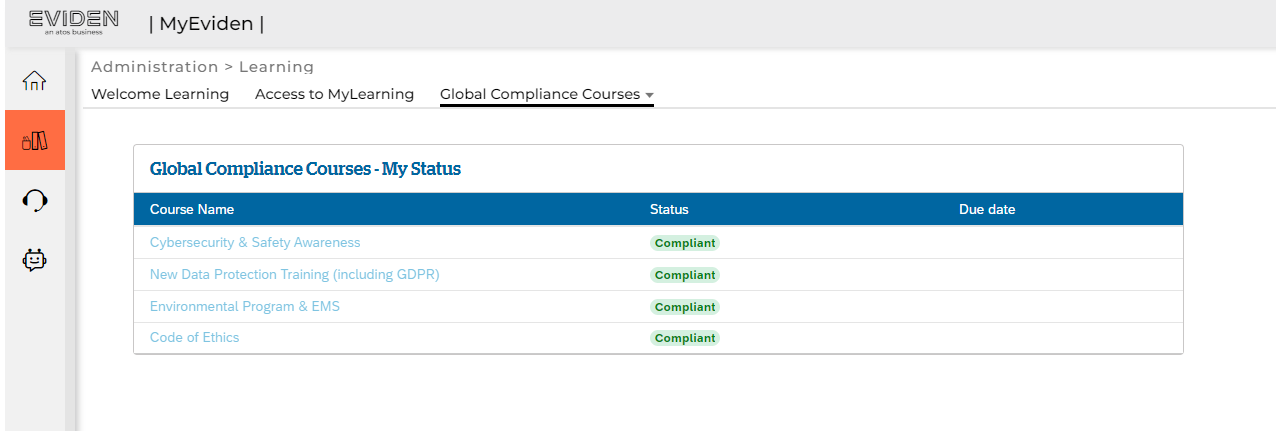 EVIDEN
an atos business
| MyEviden |
Administration > Learning
Welcome Learning Access to MyLearning Global Compliance Courses
Global Compliance Courses - My Status
Course Name Status Due date
Cybersecurity & Safety Awareness Compliant
New Data Protection Training (including GDPR) Compliant
Environmental Program & EMS Compliant
Code of Ethics Compliant